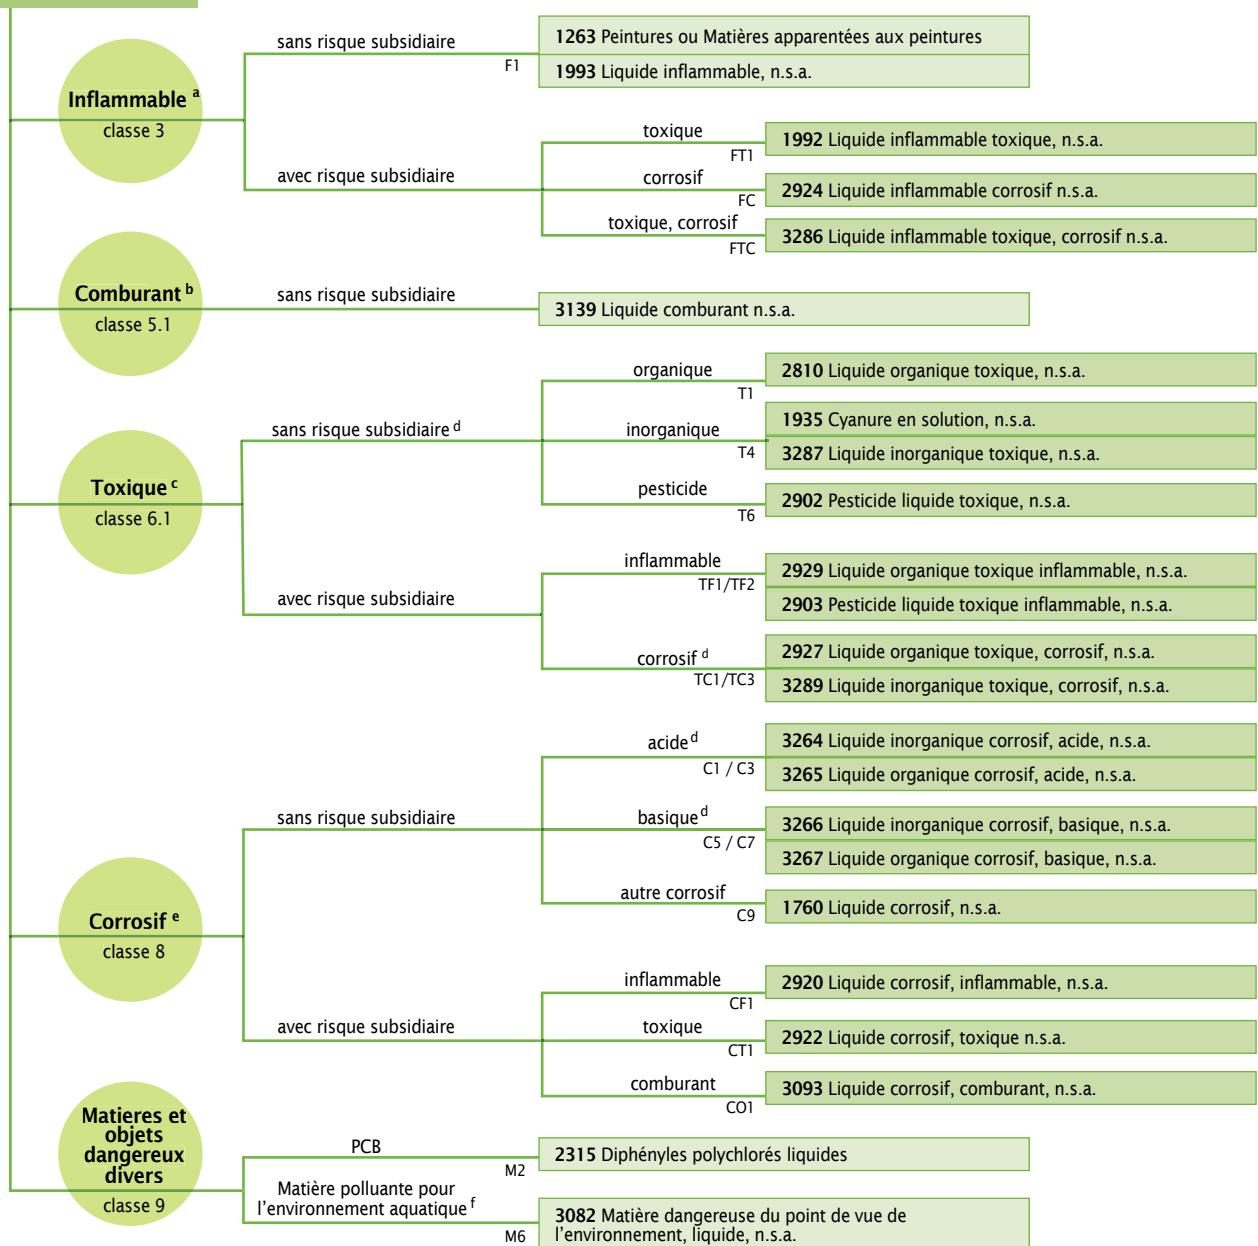 sans risque subsidiaire
F1
1263 Peintures ou Matières apparentées aux peintures
1993 Liquide inflammable, n.s.a.
Inflammable a
classe 3
avec risque subsidiaire
toxique
FT1
1992 Liquide inflammable toxique, n.s.a.
corrosif
FC
2924 Liquide inflammable corrosif n.s.a.
toxique, corrosif
FTC
3286 Liquide inflammable toxique, corrosif n.s.a.
Comburant b
classe 5.1
sans risque subsidiaire
3139 Liquide comburant n.s.a.
Toxique c
classe 6.1
sans risque subsidiaire d
organique
T1
2810 Liquide organique toxique, n.s.a.
inorganique
T4
1935 Cyanure en solution, n.s.a.
3287 Liquide inorganique toxique, n.s.a.
pesticide
T6
2902 Pesticide liquide toxique, n.s.a.
avec risque subsidiaire
inflammable
TF1/TF2
2929 Liquide organique toxique inflammable, n.s.a.
2903 Pesticide liquide toxique inflammable, n.s.a.
corrosif d
TC1/TC3
2927 Liquide organique toxique, corrosif, n.s.a.
3289 Liquide inorganique toxique, corrosif, n.s.a.
Corrosif e
classe 8
sans risque subsidiaire
acide d
C1 / C3
3264 Liquide inorganique corrosif, acide, n.s.a.
3265 Liquide organique corrosif, acide, n.s.a.
basique d
C5 / C7
3266 Liquide inorganique corrosif, basique, n.s.a.
3267 Liquide organique corrosif, basique, n.s.a.
autre corrosif
C9
1760 Liquide corrosif, n.s.a.
avec risque subsidiaire
inflammable
CF1
2920 Liquide corrosif, inflammable, n.s.a.
toxique
CT1
2922 Liquide corrosif, toxique n.s.a.
comburant
CO1
3093 Liquide corrosif, comburant, n.s.a.
Matieres et
objets
dangereux
divers
classe 9
PCB
M2
2315 Diphényles polychlorés liquides
Matière polluante pour
l'environnement aquatique f
M6
3082 Matière dangereuse du point de vue de
l'environnement, liquide, n.s.a.